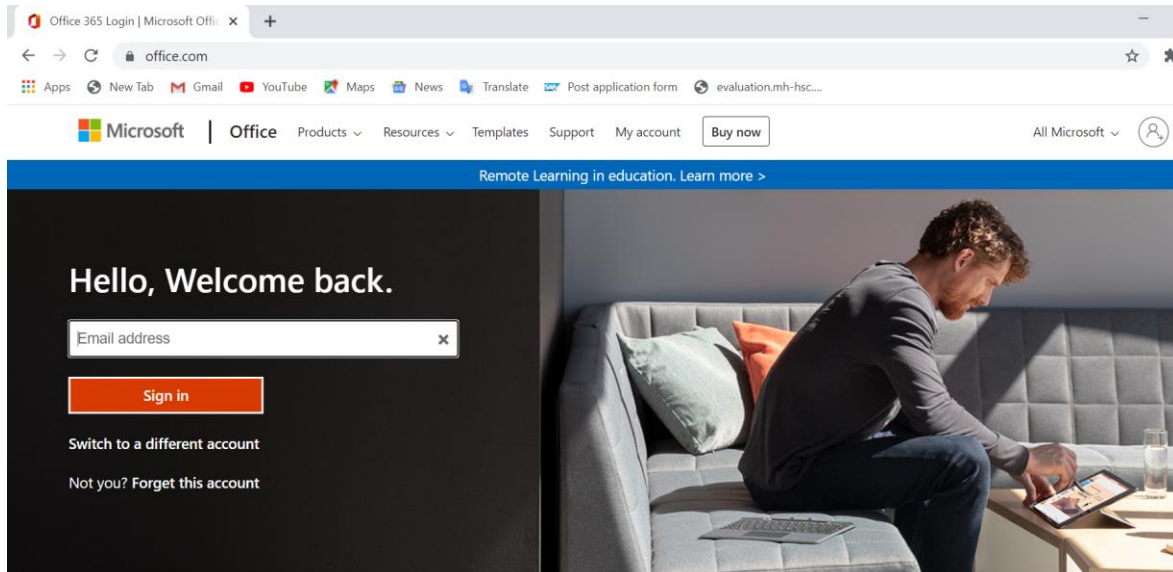 Office 365 Login | Microsoft Offic
office.com
Apps New Tab Gmail YouTube Maps News Translate Post application form evaluation.mh-hsc....
Microsoft | Office Products Resources Templates Support My account Buy now All Microsoft
Remote Learning in education. Learn more >
Hello, Welcome back.
Email address
Sign in
Switch to a different account
Not you? Forget this account